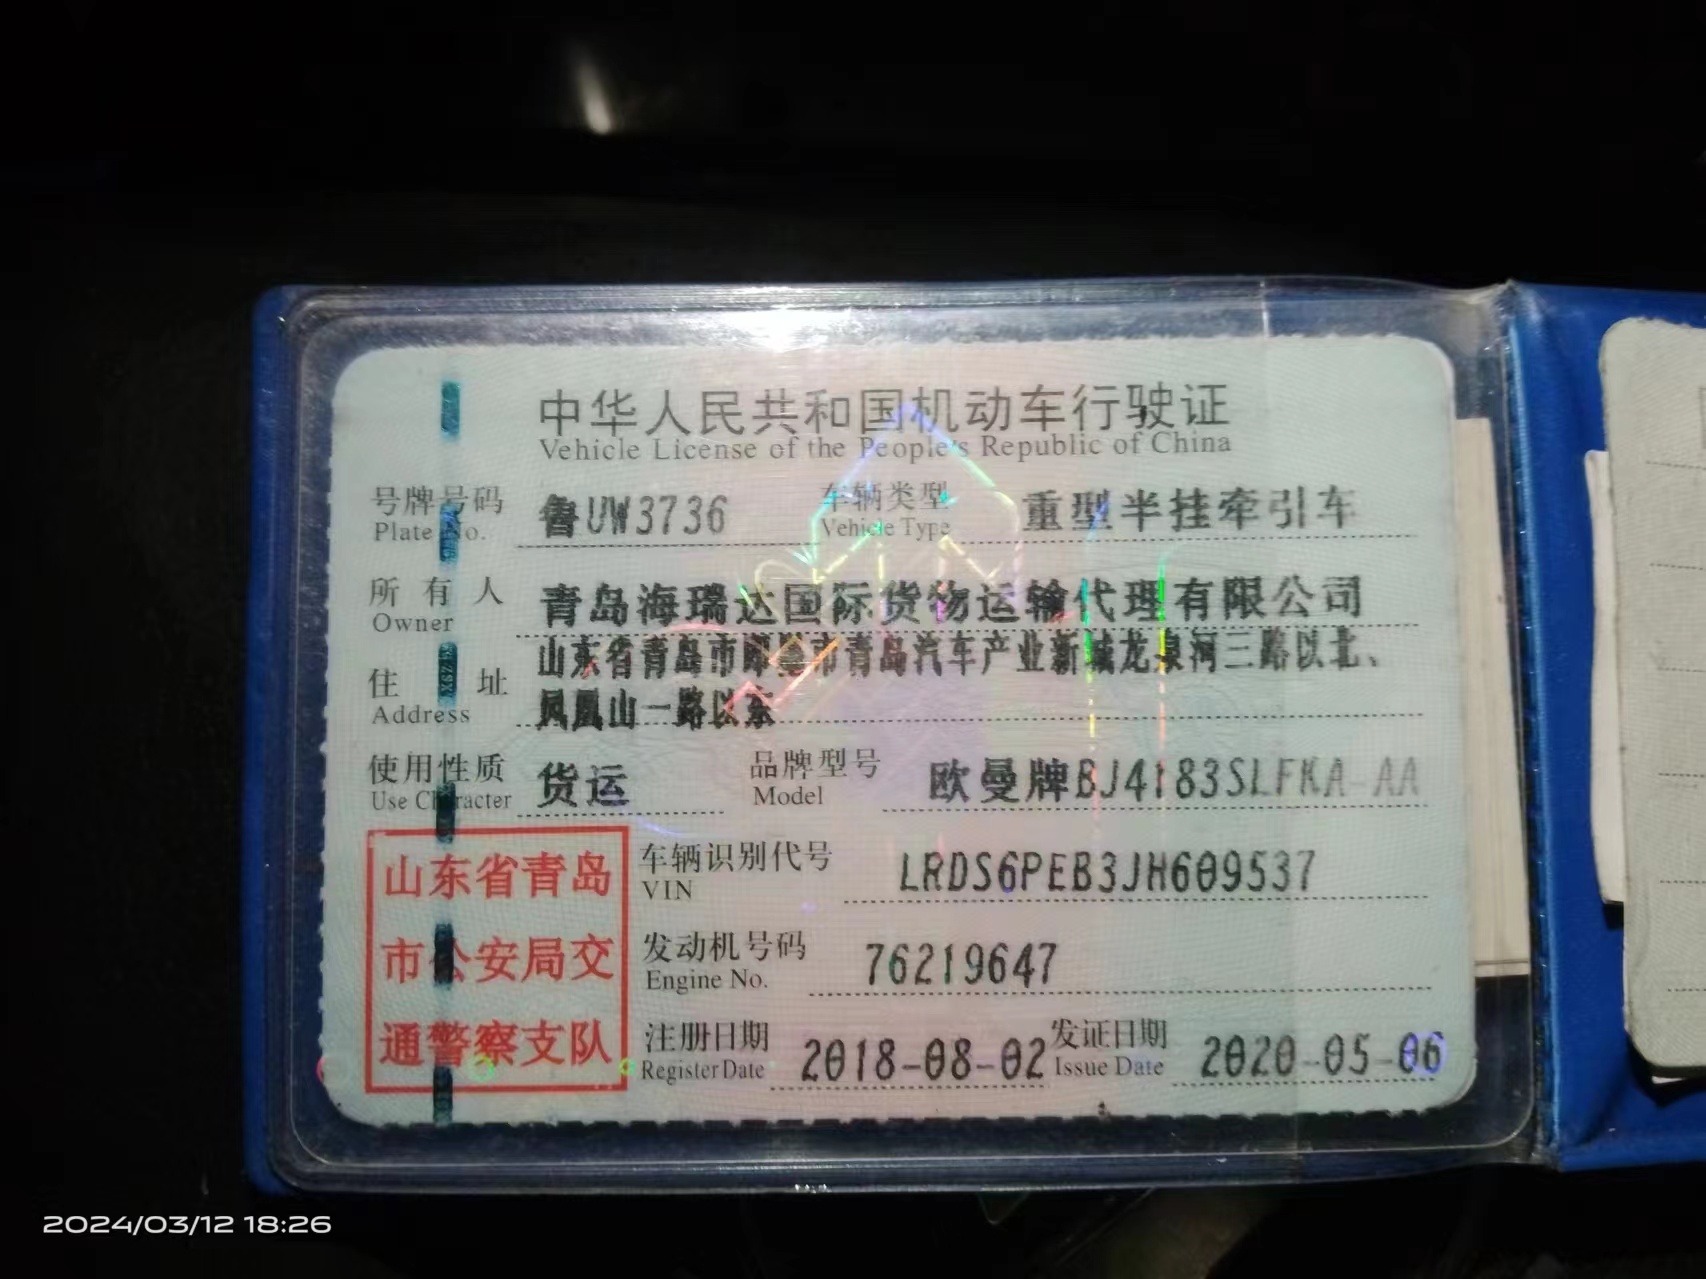 中华人民共和国机动车行驶证
Vehicle License of the People's Republic of China
号牌号码 鲁UW3736 车辆类型 重型半挂牵引车
Plate No. Vehicle Type
所有人 青岛海瑞达国际货物运输代理有限公司
Owner
住址 山东省青岛市即墨市青岛汽车产业新城龙泉河三路以北、
凤凰山一路以东
Address
使用性质 货运 品牌型号 欧曼牌BJ4183SLFKA-AA
Use Character Model
山东省青岛
市公安局交
通警察支队
车辆识别代号 LRDS6PEB3JH609537
VIN
发动机号码 76219647
Engine No.
注册日期 2018-08-02 发证日期 2020-05-06
Register Date Issue Date
2024/03/12 18:26